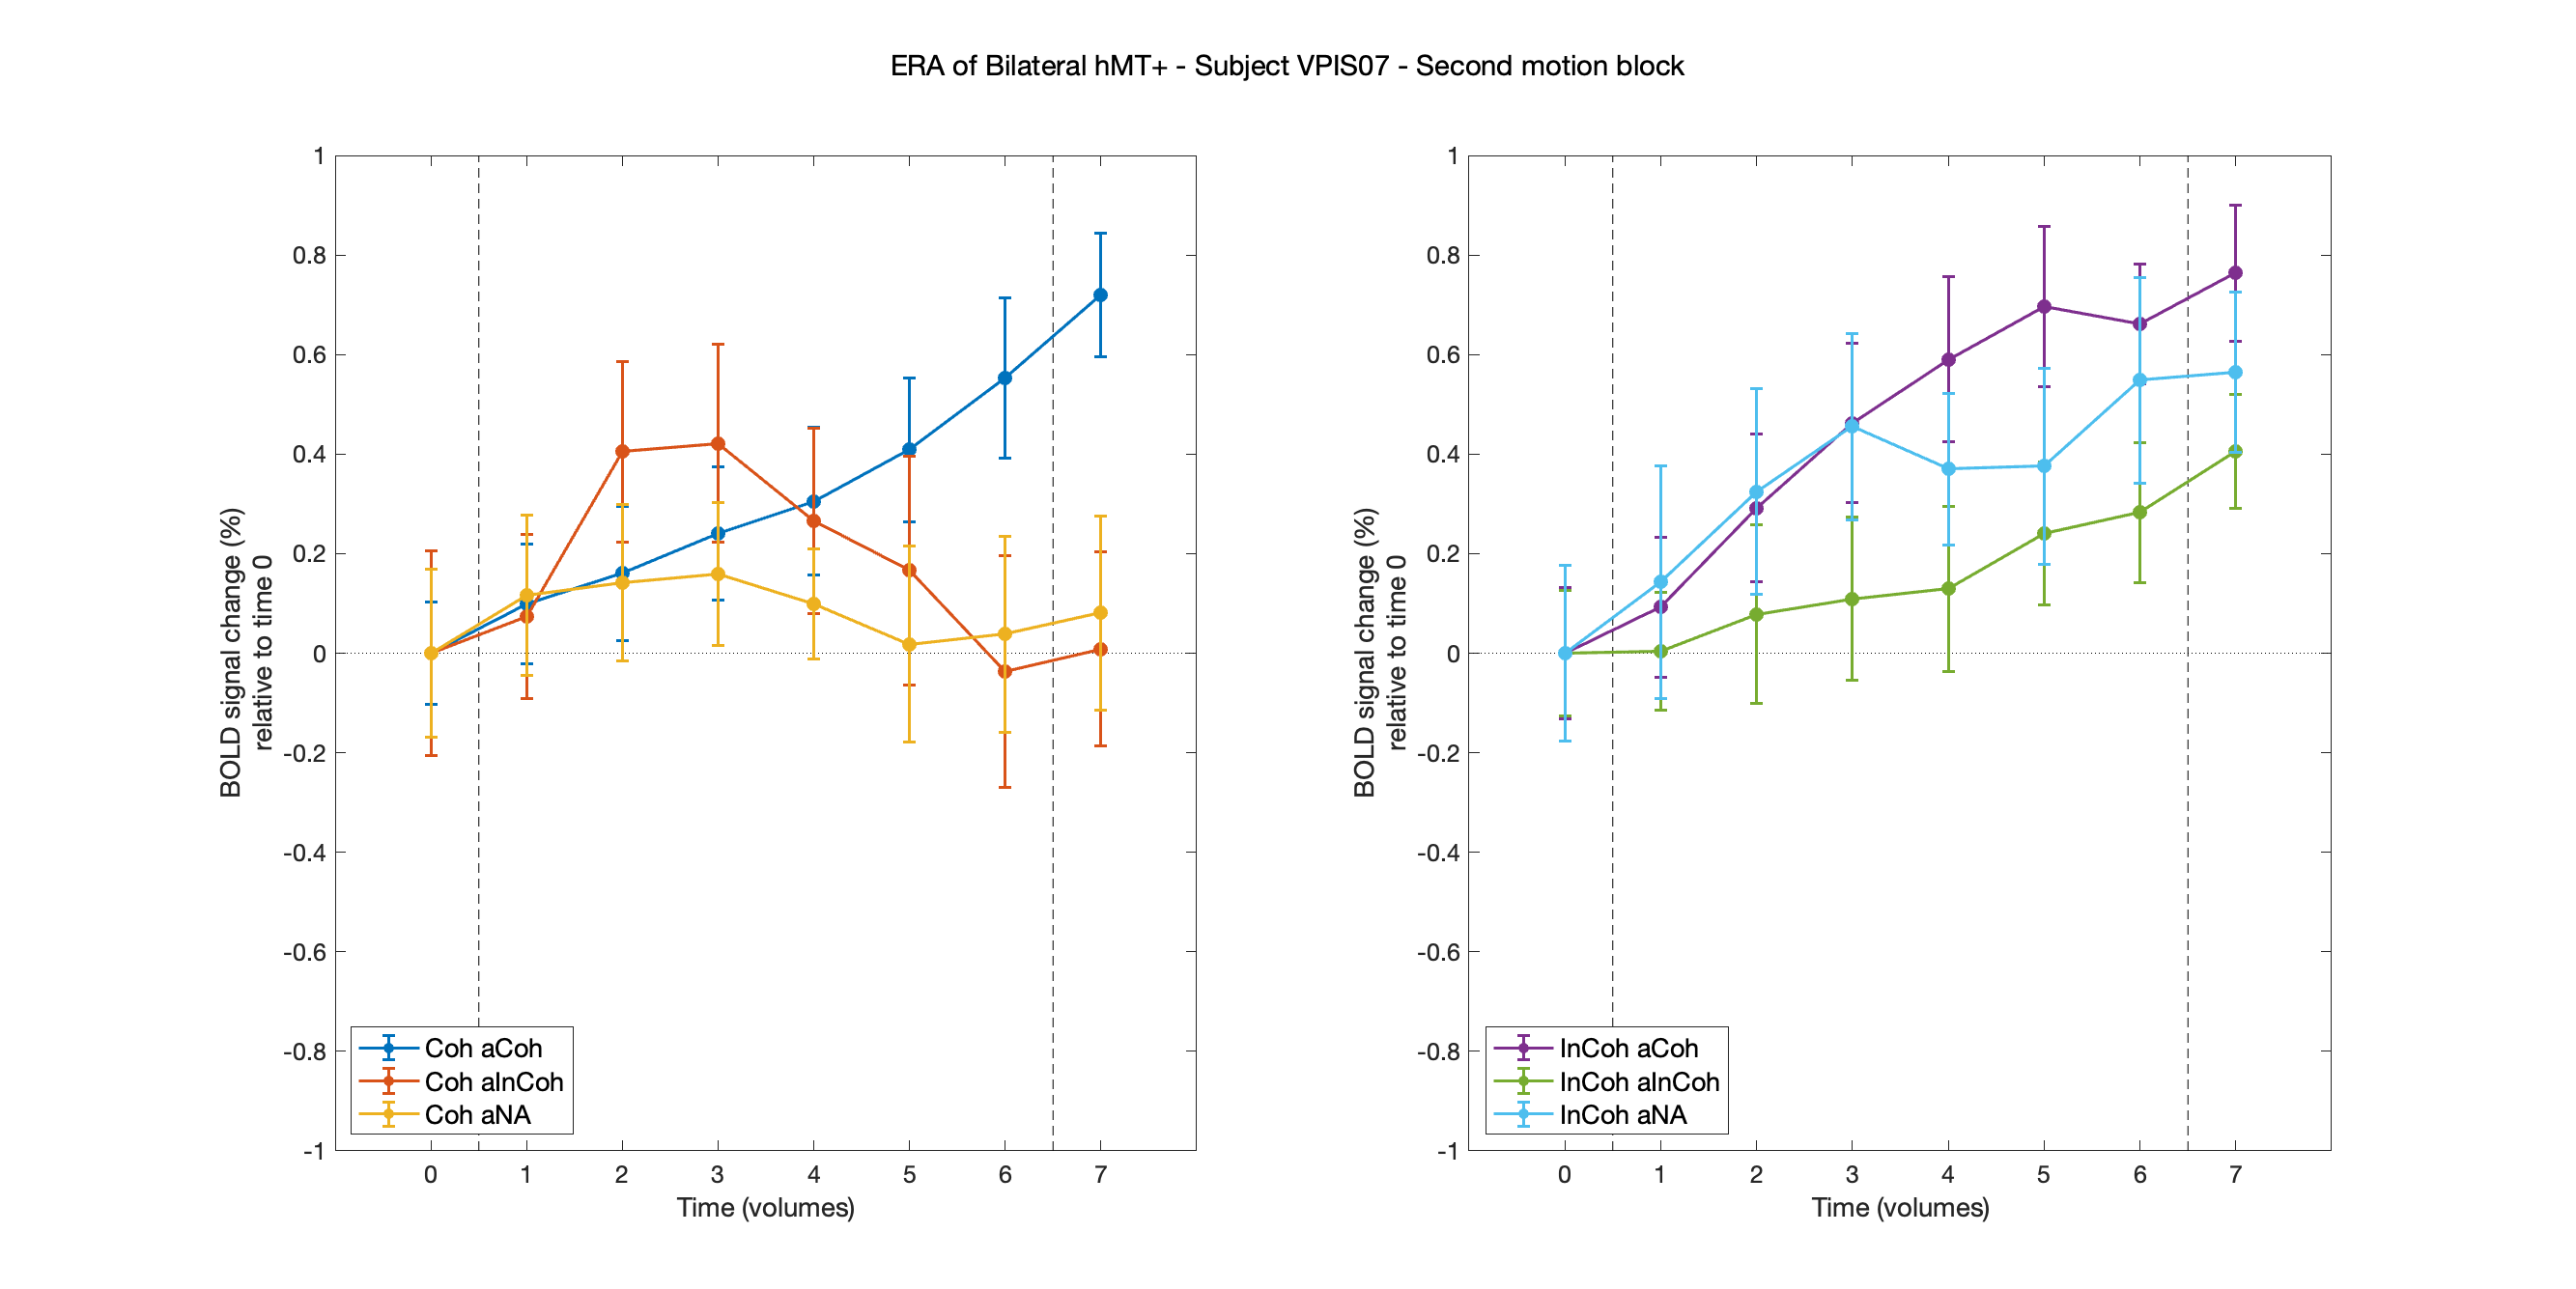 ERA of Bilateral hMT+ - Subject VPIS07 - Second motion block
BOLD signal change (%)
relative to time 0
1
0.8
0.6
0.4
0.2
0
-0.2
-0.4
-0.6
-0.8
-1
Coh aCoh
Coh aInCoh
Coh aNA
0 1 2 3 4 5 6 7
Time (volumes)
BOLD signal change (%)
relative to time 0
1
0.8
0.6
0.4
0.2
0
-0.2
-0.4
-0.6
-0.8
-1
InCoh aCoh
InCoh aInCoh
InCoh aNA
0 1 2 3 4 5 6 7
Time (volumes)